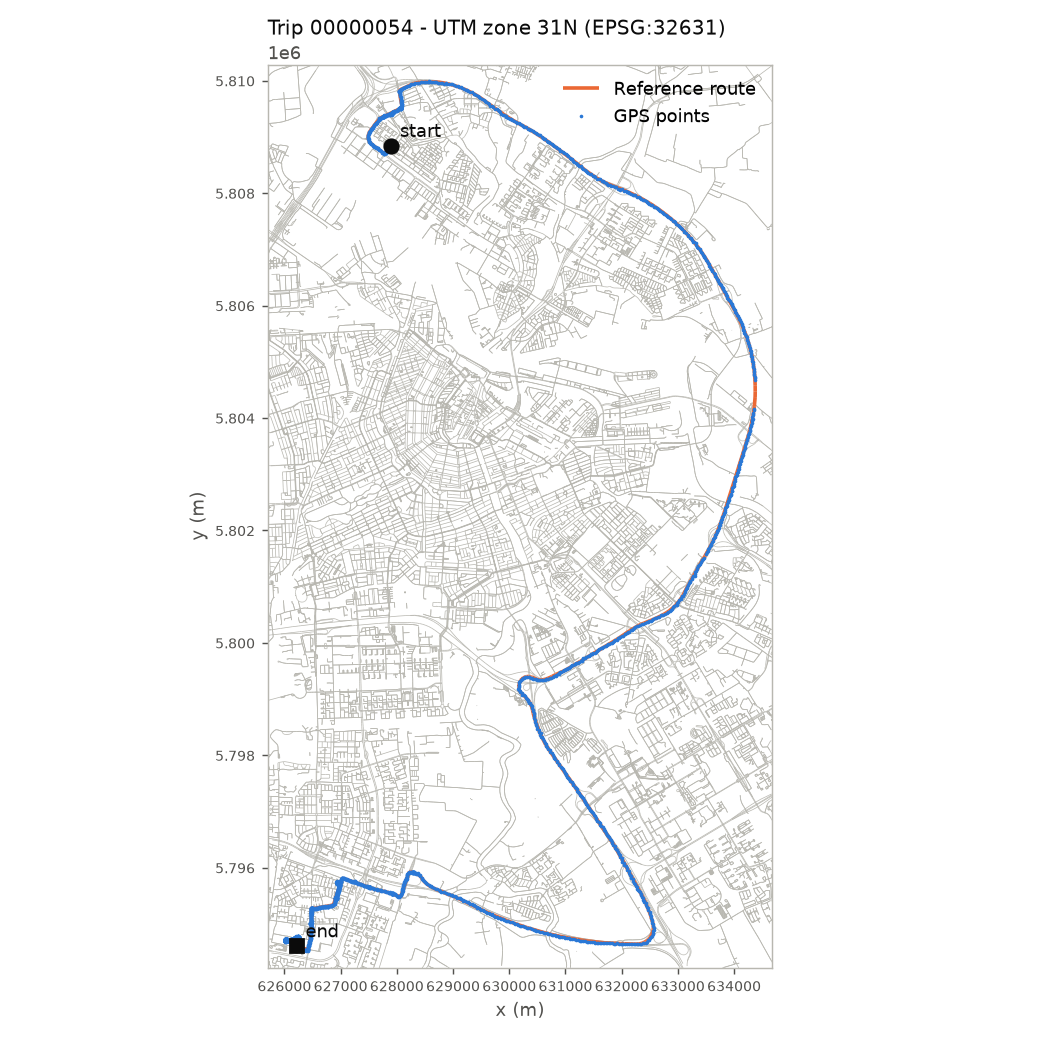 Trip 00000054 - UTM zone 31N (EPSG:32631)
1e6
Reference route
GPS points
start
end
5.810
5.808
5.806
5.804
5.802
5.800
5.798
5.796
y (m)
626000 627000 628000 629000 630000 631000 632000 633000 634000
x (m)